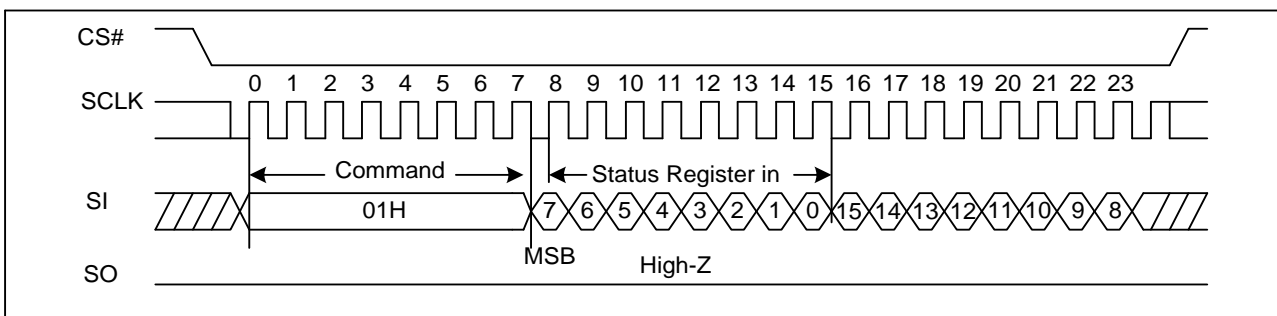 CS#
0 1 2 3 4 5 6 7 8 9 10 11 12 13 14 15 16 17 18 19 20 21 22 23
SCLK
Command Status Register in
SI 01H 7 6 5 4 3 2 1 0 15 14 13 12 11 10 9 8
MSB High-Z
SO